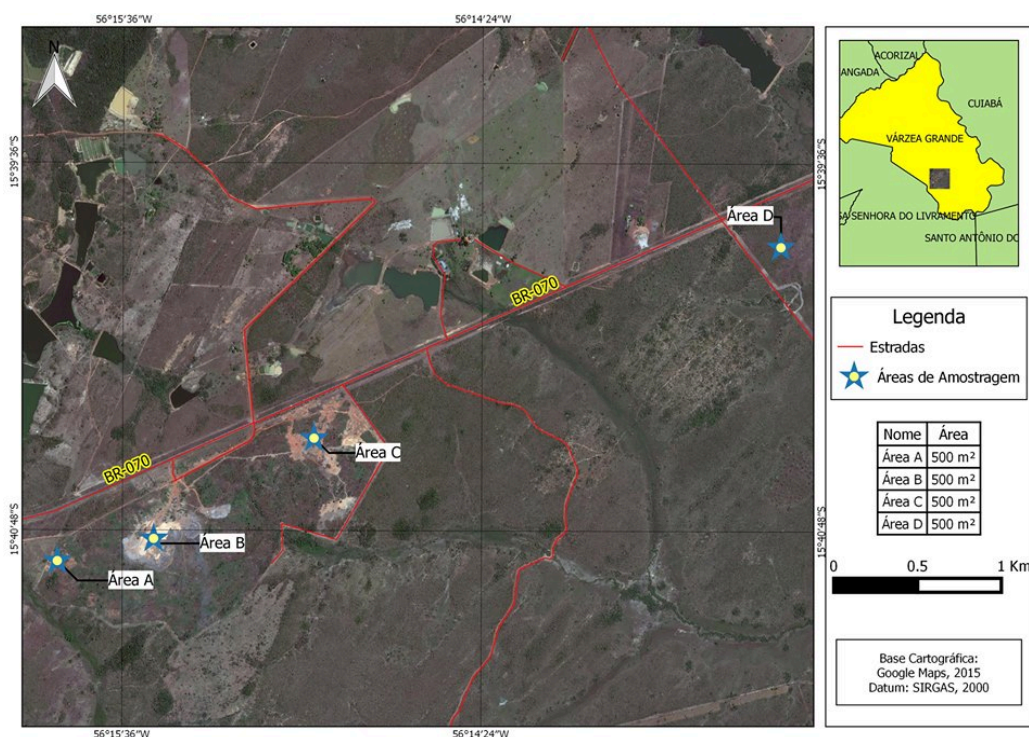 56°15'36"W
56°14'24"W
N
15°39'36"S
15°39'36"S
Área D
BR-070
Área C
BR-070
Área B
Área A
15°40'48"S
15°40'48"S
56°15'36"W
56°14'24"W
ACORIZAL
ANGADA
CUIABÁ
VÁRZEA GRANDE
SA SENHORA DO LIVRAMENTO
SANTO ANTÔNIO DO
Legenda
Estradas
Áreas de Amostragem
Nome Área
Área A 500 m²
Área B 500 m²
Área C 500 m²
Área D 500 m²
0 0.5 1 Km
Base Cartográfica:
Google Maps, 2015
Datum: SIRGAS, 2000